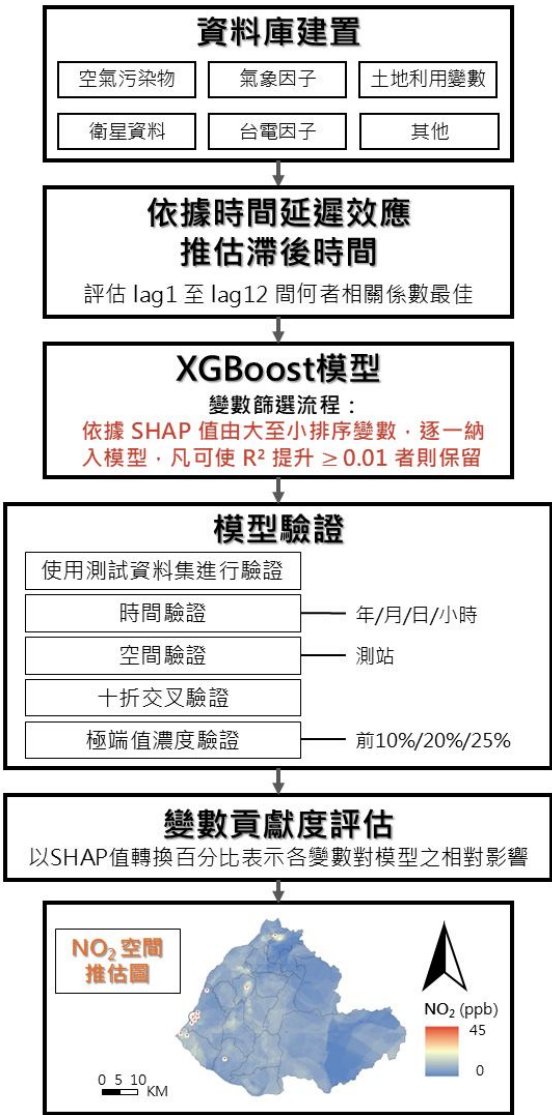 資料庫建置
空氣污染物
氣象因子
土地利用變數
衛星資料
台電因子
其他
依據時間延遲效應
推估滯後時間
評估 lag1 至 lag12 間何者相關係數最佳
XGBoost模型
變數篩選流程：
依據 SHAP 值由大至小排序變數，逐一納
入模型，凡可使 R² 提升 ≥ 0.01 者則保留
模型驗證
使用測試資料集進行驗證
時間驗證
年/月/日/小時
空間驗證
測站
十折交叉驗證
極端值濃度驗證
前10%/20%/25%
變數貢獻度評估
以SHAP值轉換百分比表示各變數對模型之相對影響
NO₂ 空間
推估圖
NO₂ (ppb)
45
0
0 5 10
KM